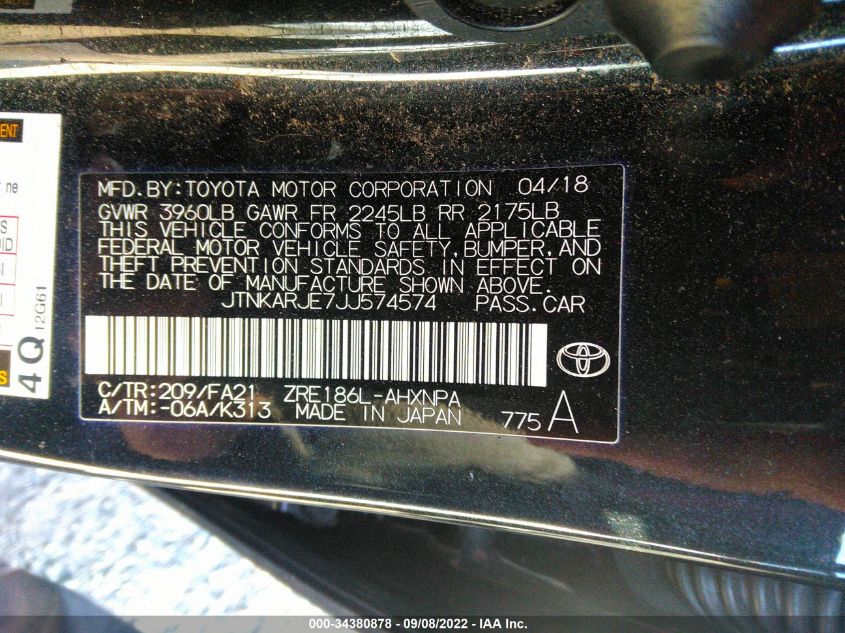 MFD.BY:TOYOTA MOTOR CORPORATION 04/18
GVWR 3960LB GAWR FR 2245LB RR 2175LB
THIS VEHICLE CONFORMS TO ALL APPLICABLE
FEDERAL MOTOR VEHICLE SAFETY,BUMPER,AND
THEFT PREVENTION STANDARDS IN EFFECT ON
THE DATE OF MANUFACTURE SHOWN ABOVE.
JTNKARJE7JJ574574 PASS.CAR
C/TR:209/FA21 ZRE186L-AHXNPA
A/TM:-06A/K313 MADE IN JAPAN 775A
4Q 12G61
ne
000-34380878 - 09/08/2022 - IAA Inc.